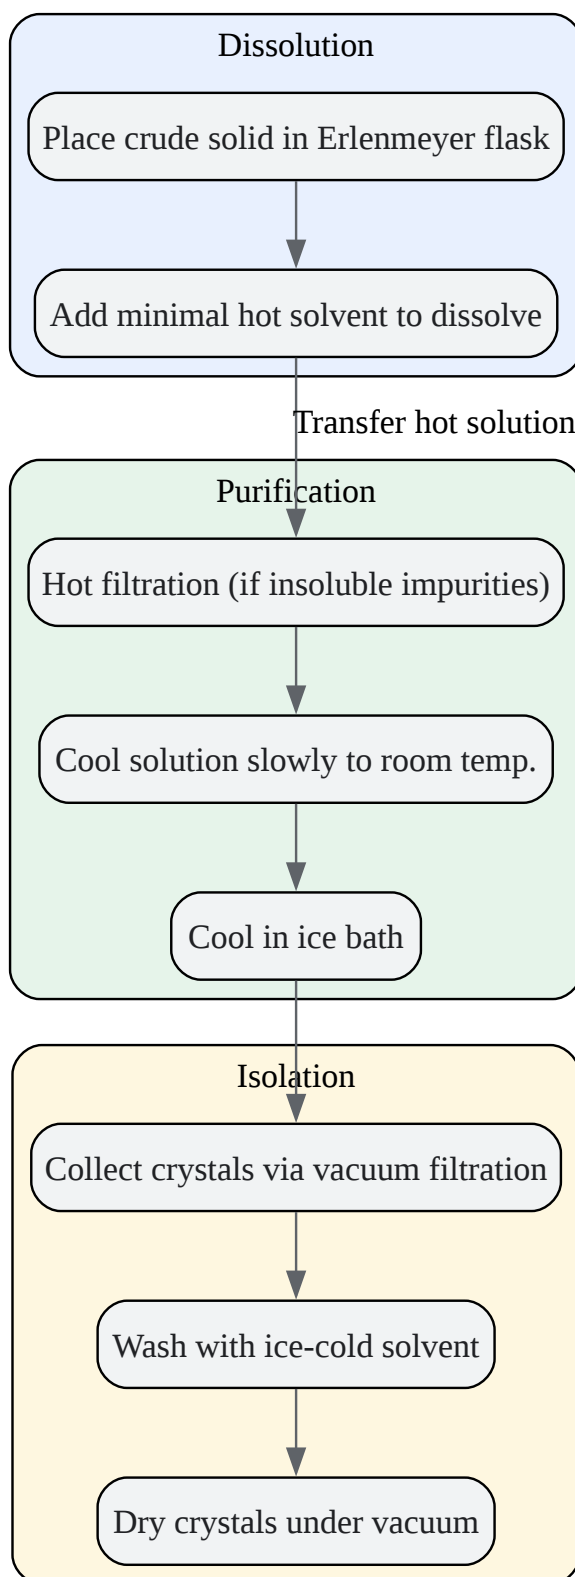 Dissolution
Place crude solid in Erlenmeyer flask
Add minimal hot solvent to dissolve
Transfer hot solution
Purification
Hot filtration (if insoluble impurities)
Cool solution slowly to room temp.
Cool in ice bath
Isolation
Collect crystals via vacuum filtration
Wash with ice-cold solvent
Dry crystals under vacuum